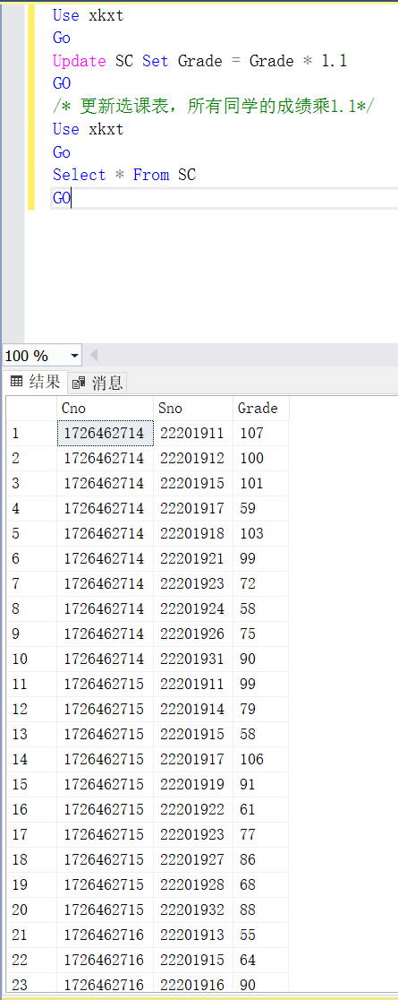 Use xkxt
Go
Update SC Set Grade = Grade * 1.1
GO
/* 更新选课表，所有同学的成绩乘1.1*/
Use xkxt
Go
Select * From SC
GO
100 %
结果 消息
Cno Sno Grade
1 1726462714 22201911 107
2 1726462714 22201912 100
3 1726462714 22201915 101
4 1726462714 22201917 59
5 1726462714 22201918 103
6 1726462714 22201921 99
7 1726462714 22201923 72
8 1726462714 22201924 58
9 1726462714 22201926 75
10 1726462714 22201931 90
11 1726462715 22201911 99
12 1726462715 22201914 79
13 1726462715 22201915 58
14 1726462715 22201917 106
15 1726462715 22201919 91
16 1726462715 22201922 61
17 1726462715 22201923 77
18 1726462715 22201927 86
19 1726462715 22201928 68
20 1726462715 22201932 88
21 1726462716 22201913 55
22 1726462716 22201915 64
23 1726462716 22201916 90